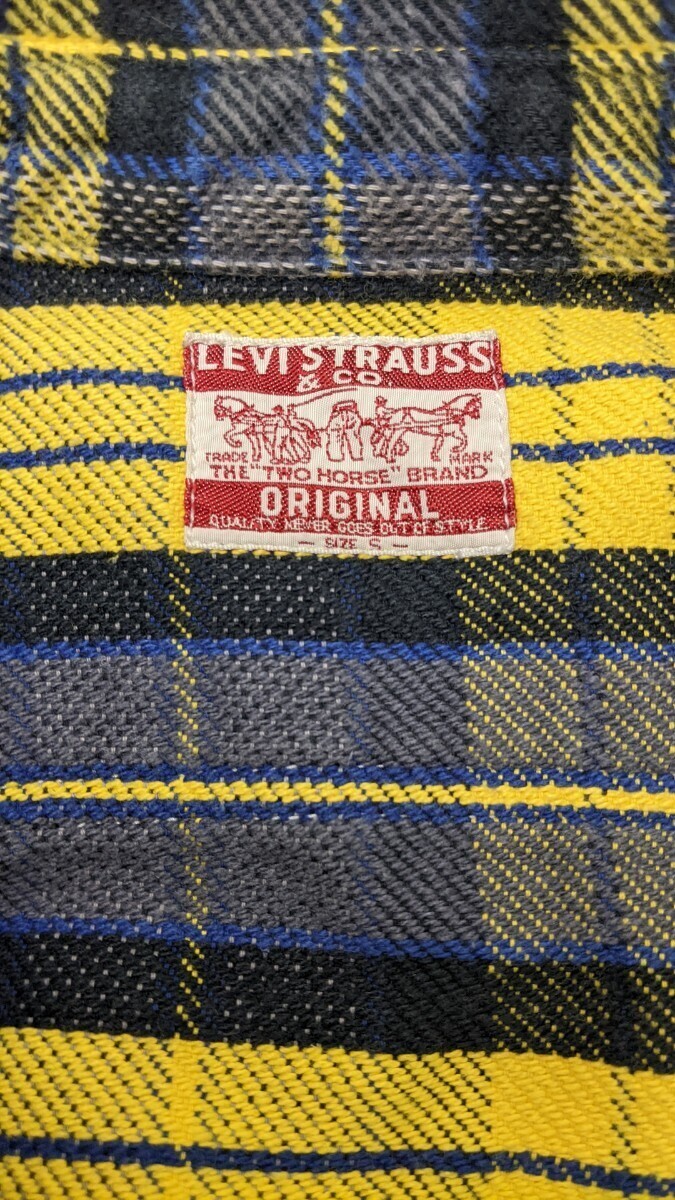 LEVI STRAUSS
& CO.
TRADE MARK
THE "TWO HORSE" BRAND
ORIGINAL
QUALITY NEVER GOES OUT OF STYLE
— SIZE S —